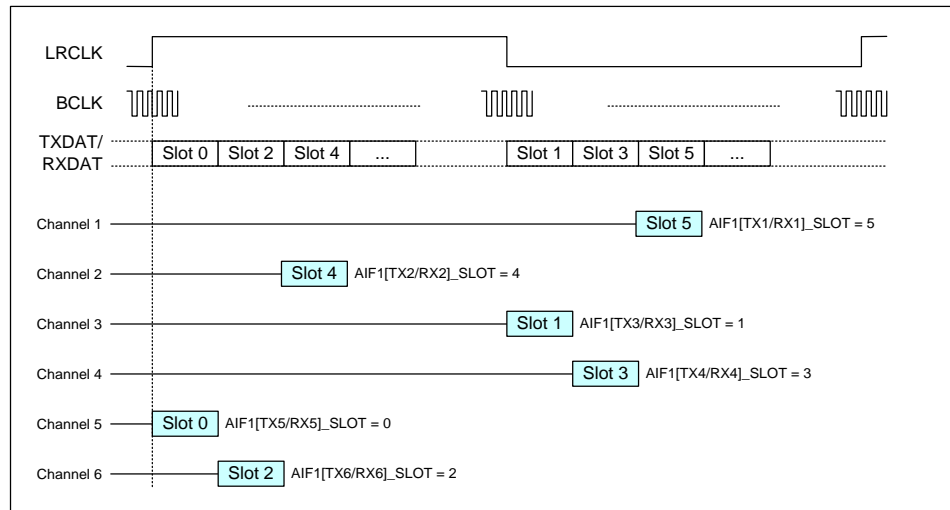 LRCLK
BCLK
TXDAT/
RXDAT
Slot 0 Slot 2 Slot 4 ... Slot 1 Slot 3 Slot 5 ...
Channel 1 Slot 5 AIF1[TX1/RX1]_SLOT = 5
Channel 2 Slot 4 AIF1[TX2/RX2]_SLOT = 4
Channel 3 Slot 1 AIF1[TX3/RX3]_SLOT = 1
Channel 4 Slot 3 AIF1[TX4/RX4]_SLOT = 3
Channel 5 Slot 0 AIF1[TX5/RX5]_SLOT = 0
Channel 6 Slot 2 AIF1[TX6/RX6]_SLOT = 2